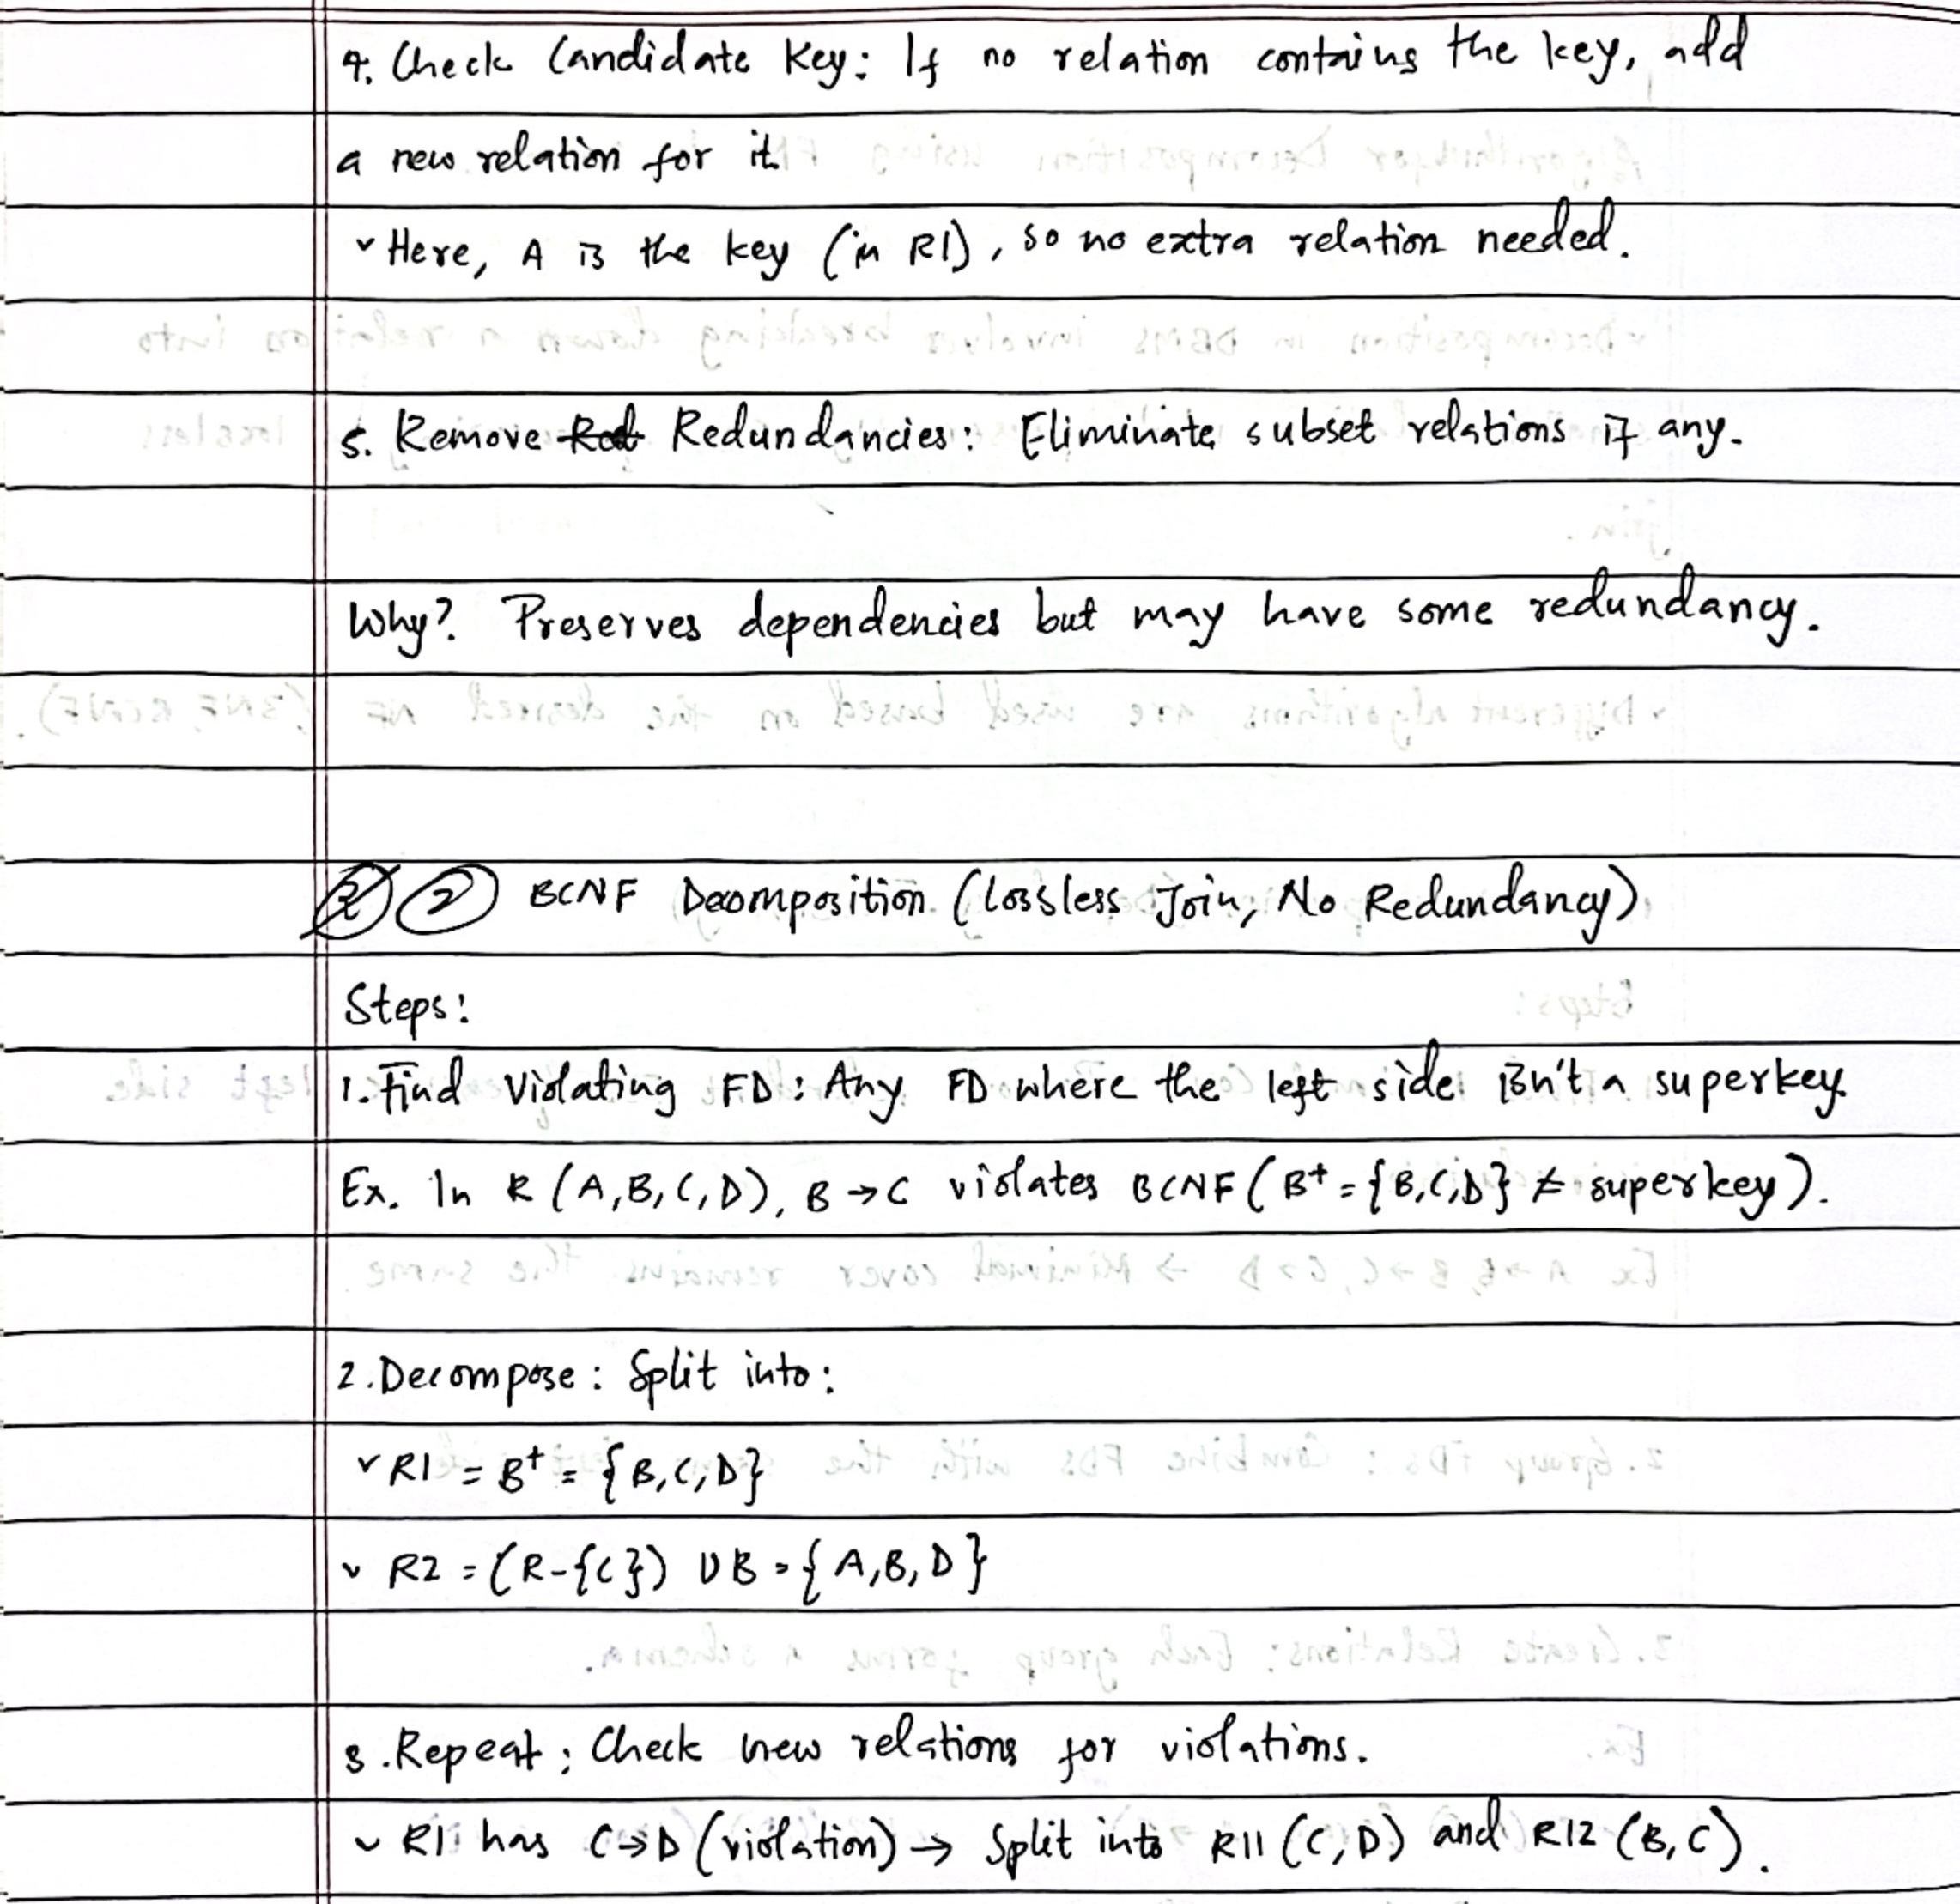 4. Check Candidate Key: If no relation contains the key, add
a new relation for it
✓ Here, A is the key (in R1), so no extra relation needed.
5. Remove Red Redundancies: Eliminate subset relations if any.
Why? Preserves dependencies but may have some redundancy.
2 BCNF Decomposition (Lossless Join, No Redundancy)
Steps:
1. Find Violating FD: Any FD where the left side isn't a superkey.
Ex. In R (A,B,C,D), B→C violates BCNF (B+ = {B,C,D} ≠ superkey).
2. Decompose: Split into:
✓ R1 = B+ = {B,C,D}
✓ R2 = (R-{C}) ∪ B = {A,B,D}
3. Repeat: Check new relations for violations.
✓ R1 has C→D (violation) → Split into R11 (C,D) and R12 (B,C).